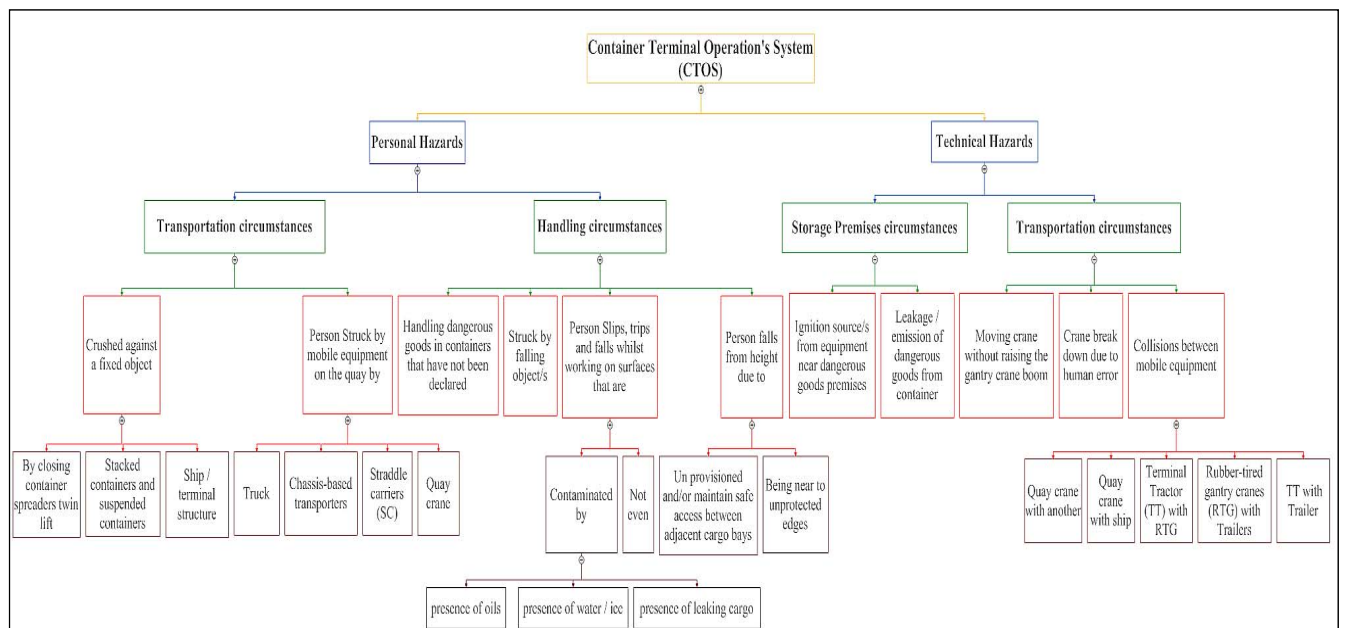 Container Terminal Operation's System
(CTOS)
Personal Hazards
Technical Hazards
Transportation circumstances
Handling circumstances
Storage Premises circumstances
Transportation circumstances
Crushed against
a fixed object
Person Struck by
mobile equipment
on the quay by
Handling dangerous
goods in containers
that have not been
declared
Struck by
falling
object/s
Person Slips, trips
and falls whilst
working on surfaces
that are
Person falls
from height
due to
Ignition source/s
from equipment
near dangerous
goods premises
Leakage /
emission of
dangerous
goods from
container
Moving crane
without raising the
gantry crane boom
Crane break
down due to
human error
Collisions between
mobile equipment
By closing
container
spreaders twin
lift
Stacked
containers and
suspended
containers
Ship /
terminal
structure
Truck
Chassis-based
transporters
Straddle
carriers
(SC)
Quay
crane
Contaminated
by
Not
even
Un provisioned
and/or maintain safe
access between
adjacent cargo bays
Being near to
unprotected
edges
Quay crane
with another
Quay
crane
with ship
Terminal
Tractor
(TT) with
RTG
Rubber-tired
gantry cranes
(RTG) with
Trailers
TT with
Trailer
presence of oils
presence of water / ice
presence of leaking cargo